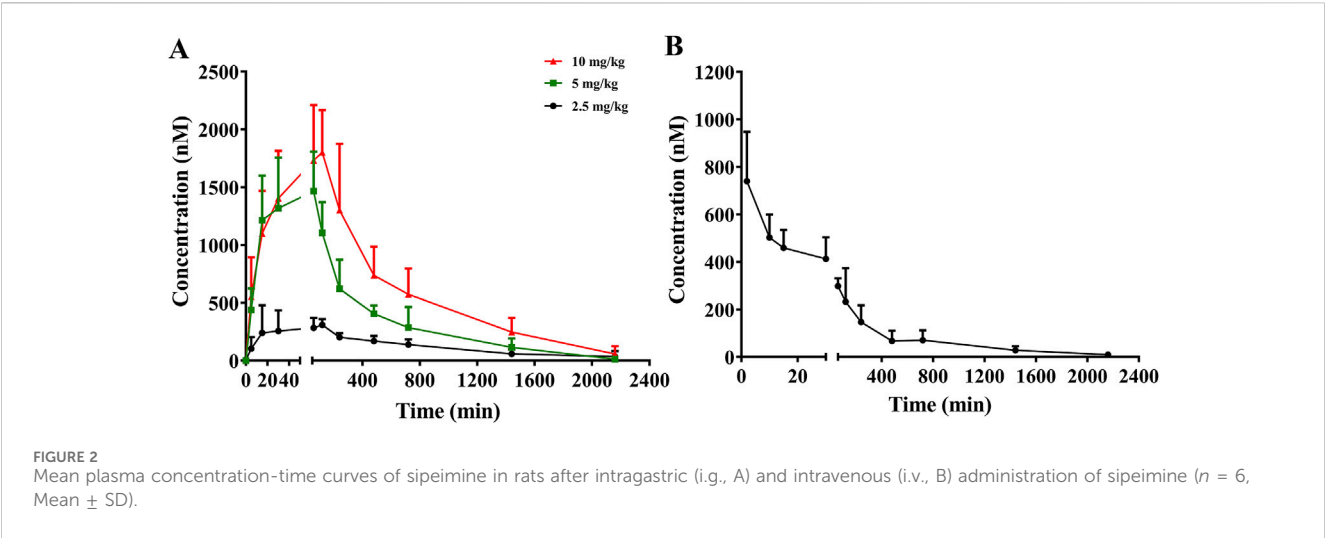 A
B
10 mg/kg
5 mg/kg
2.5 mg/kg
Concentration (nM)
2500
2000
1500
1000
500
0
0 20 40 400 800 1200 1600 2000 2400
Time (min)
Concentration (nM)
1200
1000
800
600
400
200
0
0 20 400 800 1200 1600 2000 2400
Time (min)
FIGURE 2
Mean plasma concentration-time curves of sipeimine in rats after intragastric (i.g., A) and intravenous (i.v., B) administration of sipeimine (n = 6,
Mean ± SD).